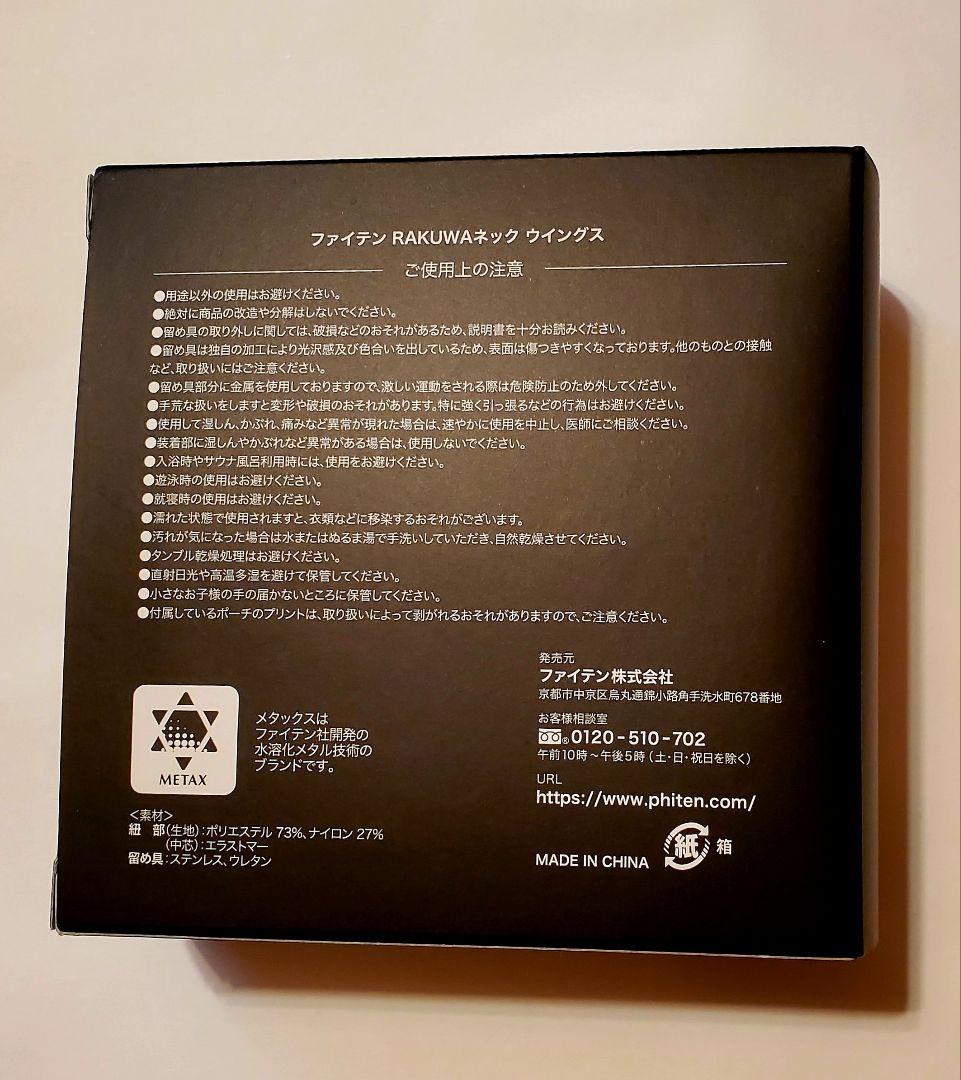 ファイテン RAKUWAネック ウイングス
ご使用上の注意
●用途以外の使用はお避けください。
●絶対に商品の改造や分解はしないでください。
●留め具の取り外しに関しては、破損などのおそれがあるため、説明書を十分お読みください。
●留め具は独自の加工により光沢感及び色合いを出しているため、表面は傷つきやすくなっております。他のものとの接触
など、取り扱いにはご注意ください。
●留め具部分に金属を使用しておりますので、激しい運動をされる際は危険防止のため外してください。
●手荒な扱いをしますと変形や破損のおそれがあります。特に強く引っ張るなどの行為はお避けください。
●使用して湿しん、かぶれ、痛みなど異常が現れた場合は、速やかに使用を中止し、医師にご相談ください。
●装着部に湿しんやかぶれなど異常がある場合は、使用しないでください。
●入浴時やサウナ風呂利用時には、使用をお避けください。
●遊泳時の使用はお避けください。
●就寝時の使用はお避けください。
●濡れた状態で使用されますと、衣類などに移染するおそれがございます。
●汚れが気になった場合は水またはぬるま湯で手洗いしていただき、自然乾燥させてください。
●タンブル乾燥処理はお避けください。
●直射日光や高温多湿を避けて保管してください。
●小さなお子様の手の届かないところに保管してください。
●付属しているポーチのプリントは、取り扱いによって剥がれるおそれがありますので、ご注意ください。
METAX
メタックスは
ファイテン社開発の
水溶化メタル技術の
ブランドです。
<素材>
紐 部(生地):ポリエステル 73%、ナイロン 27%
(中芯):エラストマー
留め具:ステンレス、ウレタン
発売元
ファイテン株式会社
京都市中京区烏丸通錦小路角手洗水町678番地
お客様相談室
®0120-510-702
午前10時～午後5時(土・日・祝日を除く)
URL
https://www.phiten.com/
MADE IN CHINA
紙 箱